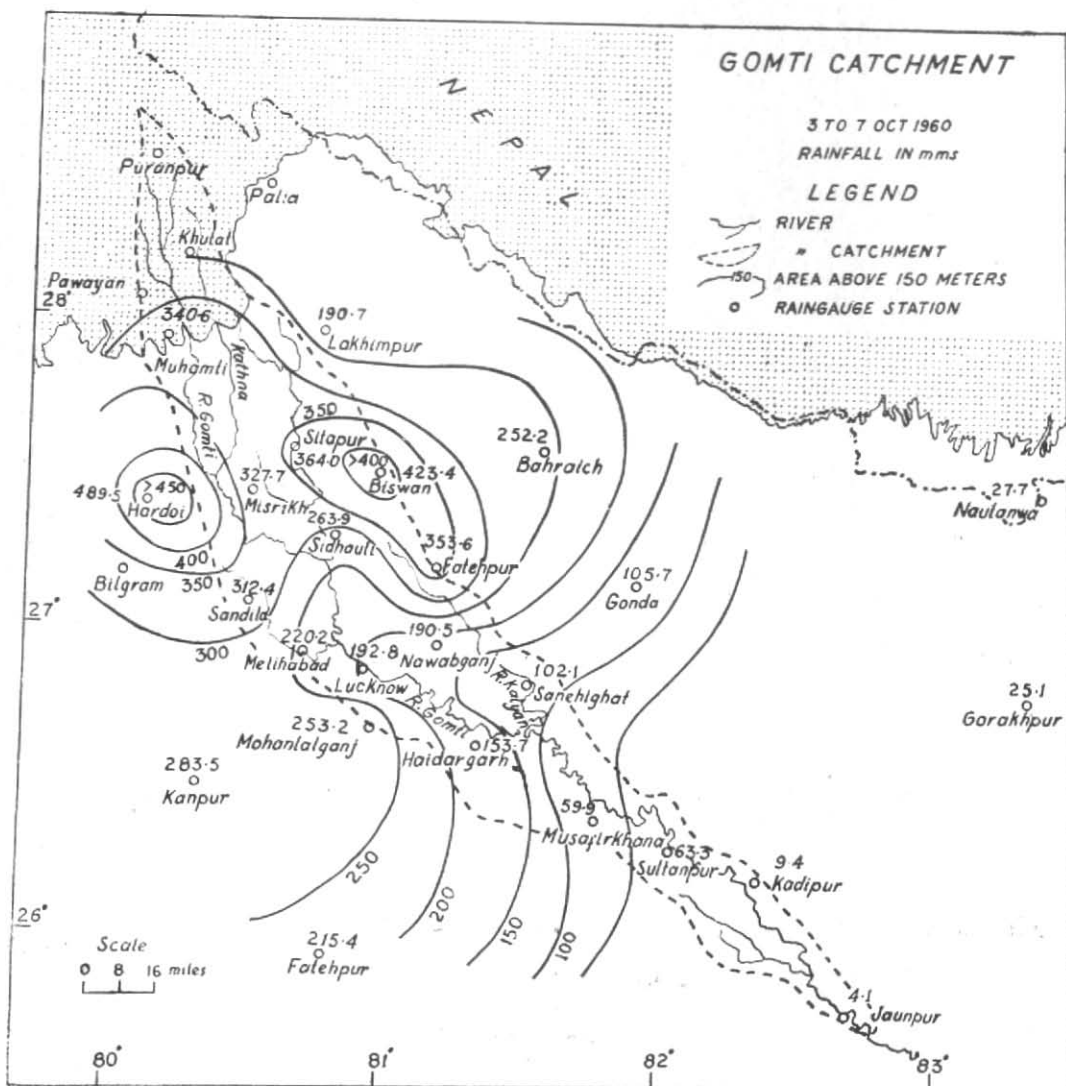 GOMTI CATCHMENT
3 TO 7 OCT 1960
RAINFALL IN mms
LEGEND
RIVER
" CATCHMENT
150 AREA ABOVE 150 METERS
RAINGAUGE STATION
NEPAL
Puranpur
Palia
Khutai
Pawayan
28°
340·6
Muhamti
190·7
Lakhimpur
Kathna
R. Gomti
350
Sitapur
364·0
>400
423·4
Biswan
252·2
Bahraich
327·7
Misrikh
489·5
>450
Hardoi
27·7
Nautanwa
263·9
Sidhauli
353·6
Fatehpur
400
350
Bilgram
312·4
Sandila
105·7
Gonda
27°
300
220·2
Melihabad
192·8
Lucknow
190·5
Nawabganj
R. Kalyani
102·1
Sanehighat
R. Gomti
25·1
Gorakhpur
253·2
Mohanlalganj
153·7
Haidargarh
283·5
Kanpur
59·9
Musafirkhana
63·3
Sultanpur
9·4
Kadipur
250
200
150
100
26°
215·4
Fatehpur
Scale
0 8 16 miles
4·1
Jaunpur
80° 81° 82° 83°